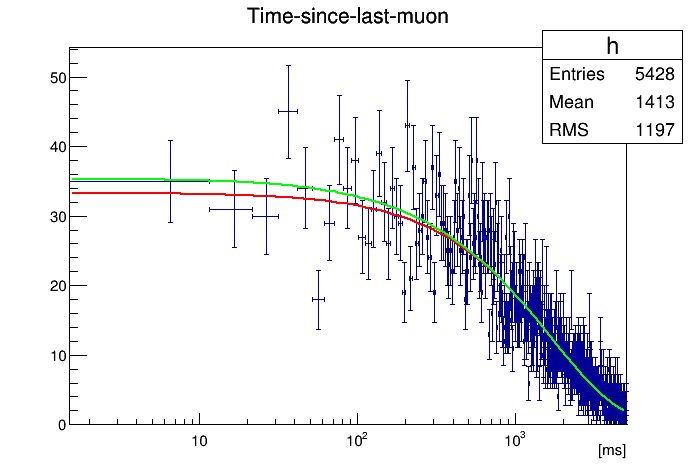 Time-since-last-muon
h
Entries 5428
Mean 1413
RMS 1197
50
40
30
20
10
0
10 10² 10³
[ms]